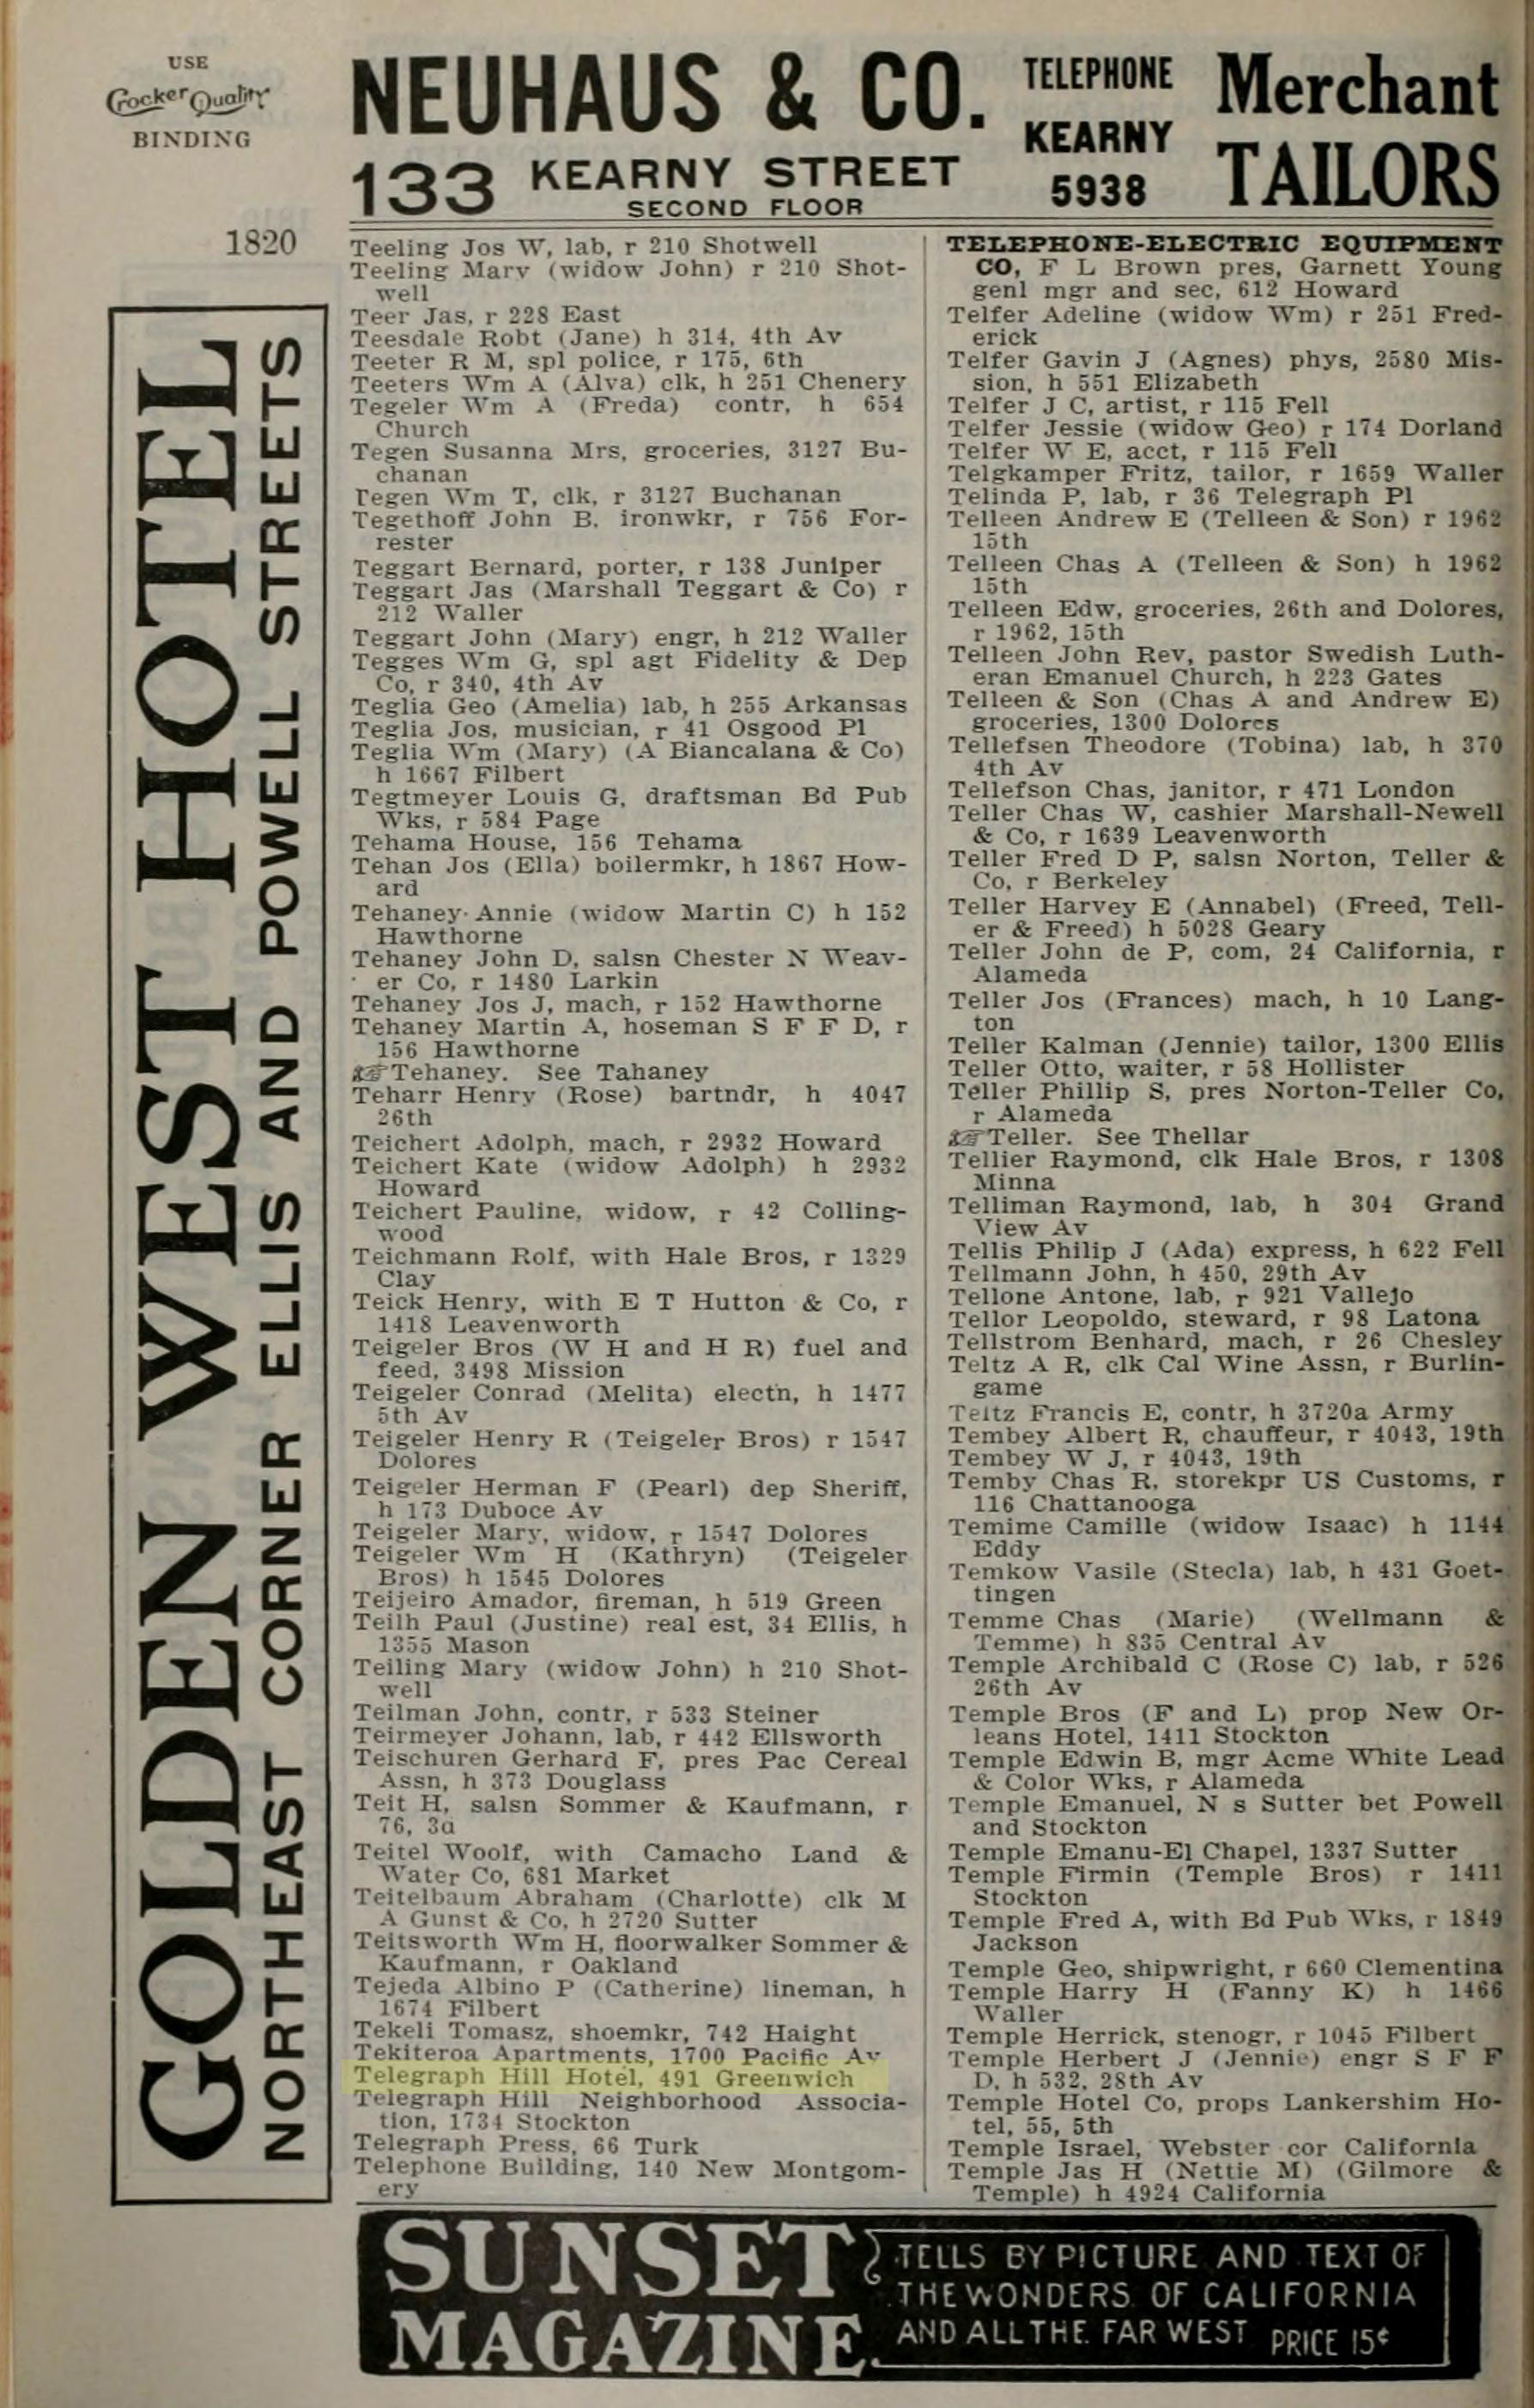 USE
Crocker Quality
BINDING
NEUHAUS & CO.
133 KEARNY STREET
SECOND FLOOR
TELEPHONE
KEARNY
5938
Merchant
TAILORS
1820
GOLDEN WEST HOTEL
NORTHEAST CORNER ELLIS AND POWELL STREETS
Teeling Jos W, lab, r 210 Shotwell
Teeling Mary (widow John) r 210 Shot-
well
Teer Jas, r 228 East
Teesdale Robt (Jane) h 314, 4th Av
Teeter R M, spl police, r 175, 6th
Teeters Wm A (Alva) clk, h 251 Chenery
Tegeler Wm A (Freda) contr, h 654
Church
Tegen Susanna Mrs, groceries, 3127 Bu-
chanan
Tegen Wm T, clk, r 3127 Buchanan
Tegethoff John B, ironwkr, r 756 For-
rester
Teggart Bernard, porter, r 138 Juniper
Teggart Jas (Marshall Teggart & Co) r
212 Waller
Teggart John (Mary) engr, h 212 Waller
Tegges Wm G, spl agt Fidelity & Dep
Co, r 340, 4th Av
Teglia Geo (Amelia) lab, h 255 Arkansas
Teglia Jos, musician, r 41 Osgood Pl
Teglia Wm (Mary) (A Biancalana & Co)
h 1667 Filbert
Tegtmeyer Louis G, draftsman Bd Pub
Wks, r 584 Page
Tehama House, 156 Tehama
Tehan Jos (Ella) boilermkr, h 1867 How-
ard
Tehaney Annie (widow Martin C) h 152
Hawthorne
Tehaney John D, salsn Chester N Weav-
er Co, r 1480 Larkin
Tehaney Jos J, mach, r 152 Hawthorne
Tehaney Martin A, hoseman S F F D, r
156 Hawthorne
☞Tehaney. See Tahaney
Teharr Henry (Rose) bartndr, h 4047
26th
Teichert Adolph, mach, r 2932 Howard
Teichert Kate (widow Adolph) h 2932
Howard
Teichert Pauline, widow, r 42 Colling-
wood
Teichmann Rolf, with Hale Bros, r 1329
Clay
Teick Henry, with E T Hutton & Co, r
1418 Leavenworth
Teigeler Bros (W H and H R) fuel and
feed, 3498 Mission
Teigeler Conrad (Melita) electn, h 1477
5th Av
Teigeler Henry R (Teigeler Bros) r 1547
Dolores
Teigeler Herman F (Pearl) dep Sheriff,
h 173 Duboce Av
Teigeler Mary, widow, r 1547 Dolores
Teigeler Wm H (Kathryn) (Teigeler
Bros) h 1545 Dolores
Teijeiro Amador, fireman, h 519 Green
Teilh Paul (Justine) real est, 34 Ellis, h
1355 Mason
Teiling Mary (widow John) h 210 Shot-
well
Teilman John, contr, r 533 Steiner
Teirmeyer Johann, lab, r 442 Ellsworth
Teischuren Gerhard F, pres Pac Cereal
Assn, h 373 Douglass
Teit H, salsn Sommer & Kaufmann, r
76, 3d
Teitel Woolf, with Camacho Land &
Water Co, 681 Market
Teitelbaum Abraham (Charlotte) clk M
A Gunst & Co, h 2720 Sutter
Teitsworth Wm H, floorwalker Sommer &
Kaufmann, r Oakland
Tejeda Albino P (Catherine) lineman, h
1674 Filbert
Tekeli Tomasz, shoemkr, 742 Haight
Tekiteroa Apartments, 1700 Pacific Av
Telegraph Hill Hotel, 491 Greenwich
Telegraph Hill Neighborhood Associa-
tion, 1734 Stockton
Telegraph Press, 66 Turk
Telephone Building, 140 New Montgom-
ery
TELEPHONE-ELECTRIC EQUIPMENT
CO, F L Brown pres, Garnett Young
genl mgr and sec, 612 Howard
Telfer Adeline (widow Wm) r 251 Fred-
erick
Telfer Gavin J (Agnes) phys, 2580 Mis-
sion, h 551 Elizabeth
Telfer J C, artist, r 115 Fell
Telfer Jessie (widow Geo) r 174 Dorland
Telfer W E, acct, r 115 Fell
Telgkamper Fritz, tailor, r 1659 Waller
Telinda P, lab, r 36 Telegraph Pl
Telleen Andrew E (Telleen & Son) r 1962
15th
Telleen Chas A (Telleen & Son) h 1962
15th
Telleen Edw, groceries, 26th and Dolores,
r 1962, 15th
Telleen John Rev, pastor Swedish Luth-
eran Emanuel Church, h 223 Gates
Telleen & Son (Chas A and Andrew E)
groceries, 1300 Dolores
Tellefsen Theodore (Tobina) lab, h 370
4th Av
Tellefson Chas, janitor, r 471 London
Teller Chas W, cashier Marshall-Newell
& Co, r 1639 Leavenworth
Teller Fred D P, salsn Norton, Teller &
Co, r Berkeley
Teller Harvey E (Annabel) (Freed, Tell-
er & Freed) h 5028 Geary
Teller John de P, com, 24 California, r
Alameda
Teller Jos (Frances) mach, h 10 Lang-
ton
Teller Kalman (Jennie) tailor, 1300 Ellis
Teller Otto, waiter, r 58 Hollister
Teller Phillip S, pres Norton-Teller Co,
r Alameda
☞Teller. See Thellar
Tellier Raymond, clk Hale Bros, r 1308
Minna
Telliman Raymond, lab, h 304 Grand
View Av
Tellis Philip J (Ada) express, h 622 Fell
Tellmann John, h 450, 29th Av
Tellone Antone, lab, r 921 Vallejo
Tellor Leopoldo, steward, r 98 Latona
Tellstrom Benhard, mach, r 26 Chesley
Teltz A R, clk Cal Wine Assn, r Burlin-
game
Teltz Francis E, contr, h 3720a Army
Tembey Albert R, chauffeur, r 4043, 19th
Tembey W J, r 4043, 19th
Temby Chas R, storekpr US Customs, r
116 Chattanooga
Temime Camille (widow Isaac) h 1144
Eddy
Temkow Vasile (Stecla) lab, h 431 Goet-
tingen
Temme Chas (Marie) (Wellmann &
Temme) h 835 Central Av
Temple Archibald C (Rose C) lab, r 526
26th Av
Temple Bros (F and L) prop New Or-
leans Hotel, 1411 Stockton
Temple Edwin B, mgr Acme White Lead
& Color Wks, r Alameda
Temple Emanuel, N s Sutter bet Powell
and Stockton
Temple Emanu-El Chapel, 1337 Sutter
Temple Firmin (Temple Bros) r 1411
Stockton
Temple Fred A, with Bd Pub Wks, r 1849
Jackson
Temple Geo, shipwright, r 660 Clementina
Temple Harry H (Fanny K) h 1466
Waller
Temple Herrick, stenogr, r 1045 Filbert
Temple Herbert J (Jennie) engr S F F
D, h 532, 28th Av
Temple Hotel Co, props Lankershim Ho-
tel, 55, 5th
Temple Israel, Webster cor California
Temple Jas H (Nettie M) (Gilmore &
Temple) h 4924 California
SUNSET
MAGAZINE
TELLS BY PICTURE AND TEXT OF
THE WONDERS OF CALIFORNIA
AND ALL THE FAR WEST PRICE 15¢